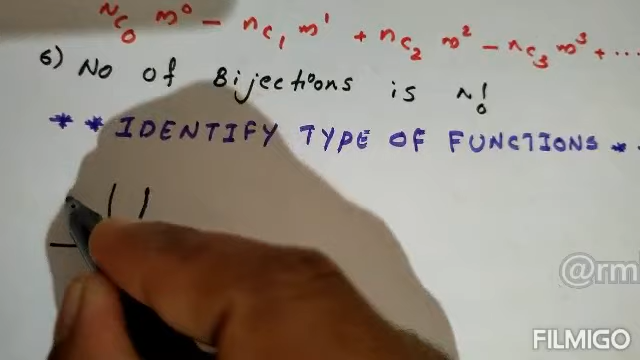 ⁿC₀ m⁰ - ⁿC₁ m¹ + ⁿC₂ m² - ⁿC₃ m³ + ...
6) No of Bijections is n!
* * IDENTIFY TYPE OF FUNCTIONS *
@rm
FILMIGO